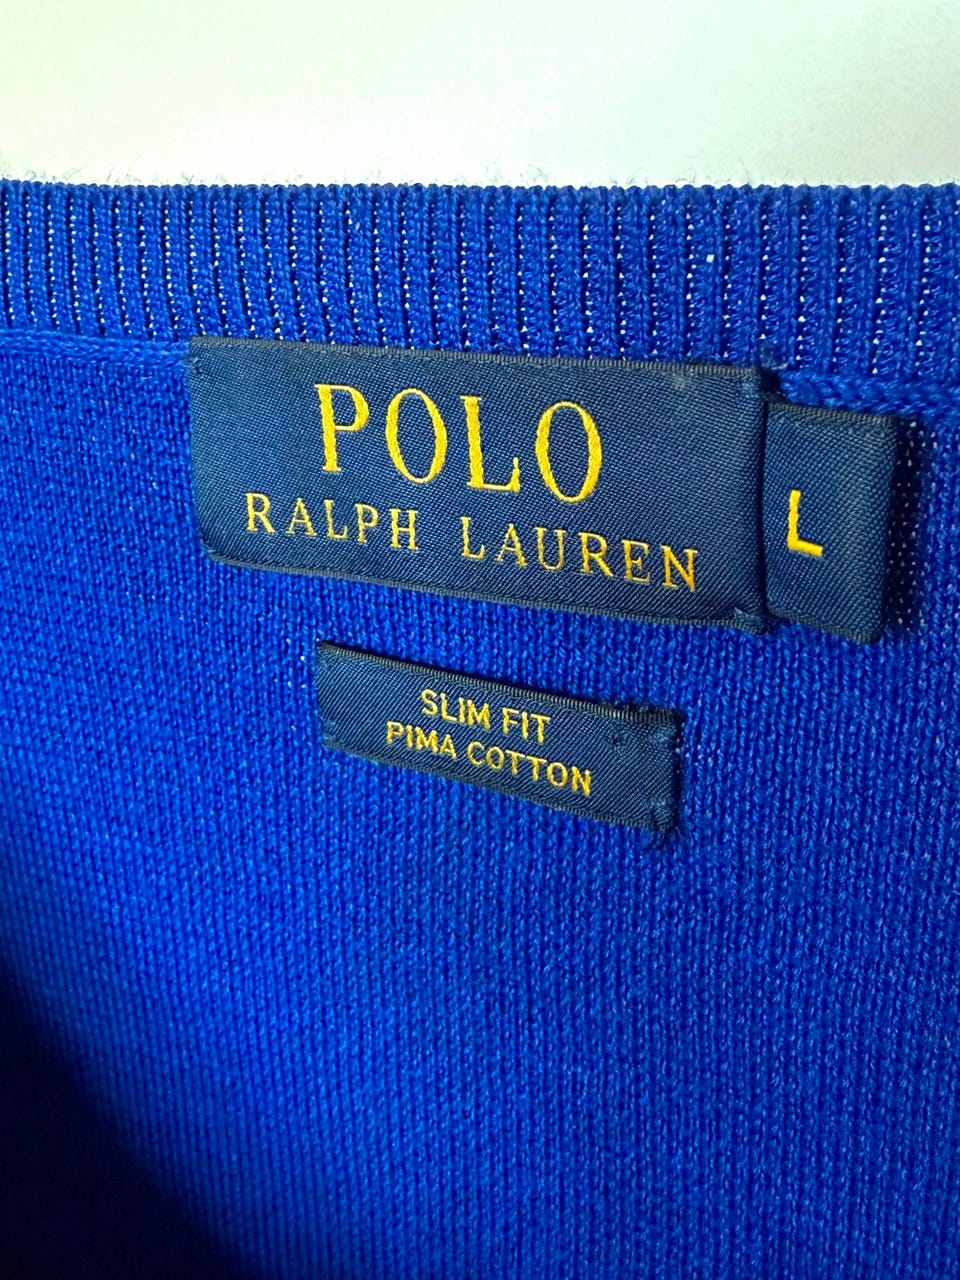 POLO
RALPH LAUREN
L
SLIM FIT
PIMA COTTON